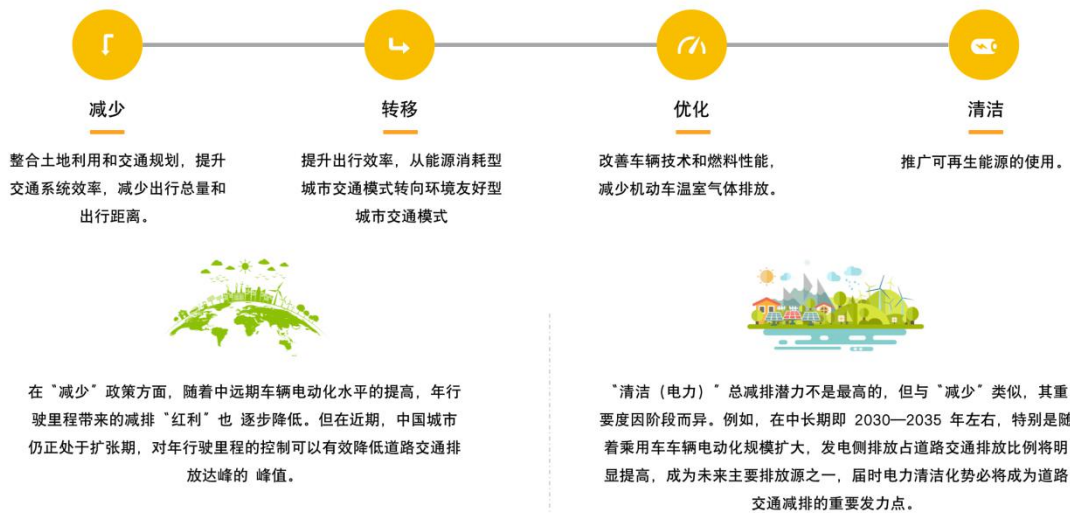 减少
整合土地利用和交通规划，提升
交通系统效率，减少出行总量和
出行距离。
转移
提升出行效率，从能源消耗型
城市交通模式转向环境友好型
城市交通模式
优化
改善车辆技术和燃料性能，
减少机动车温室气体排放。
清洁
推广可再生能源的使用。
在“减少”政策方面，随着中远期车辆电动化水平的提高，年行
驶里程带来的减排“红利”也 逐步降低。但在近期，中国城市
仍正处于扩张期，对年行驶里程的控制可以有效降低道路交通排
放达峰的 峰值。
“清洁（电力）”总减排潜力不是最高的，但与“减少”类似，其重
要度因阶段而异。例如，在中长期即 2030—2035 年左右，特别是随
着乘用车车辆电动化规模扩大，发电侧排放占道路交通排放比例将明
显提高，成为未来主要排放源之一，届时电力清洁化势必将成为道路
交通减排的重要发力点。